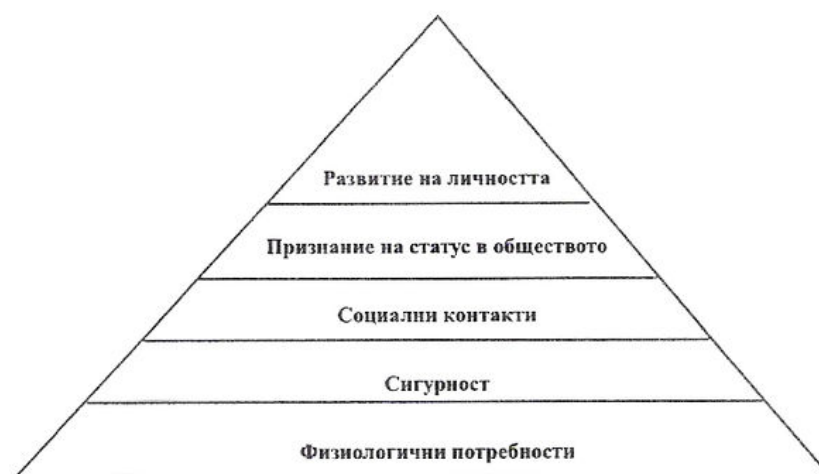 Развитие на личността
Признание на статус в обществото
Социални контакти
Сигурност
Физиологични потребности